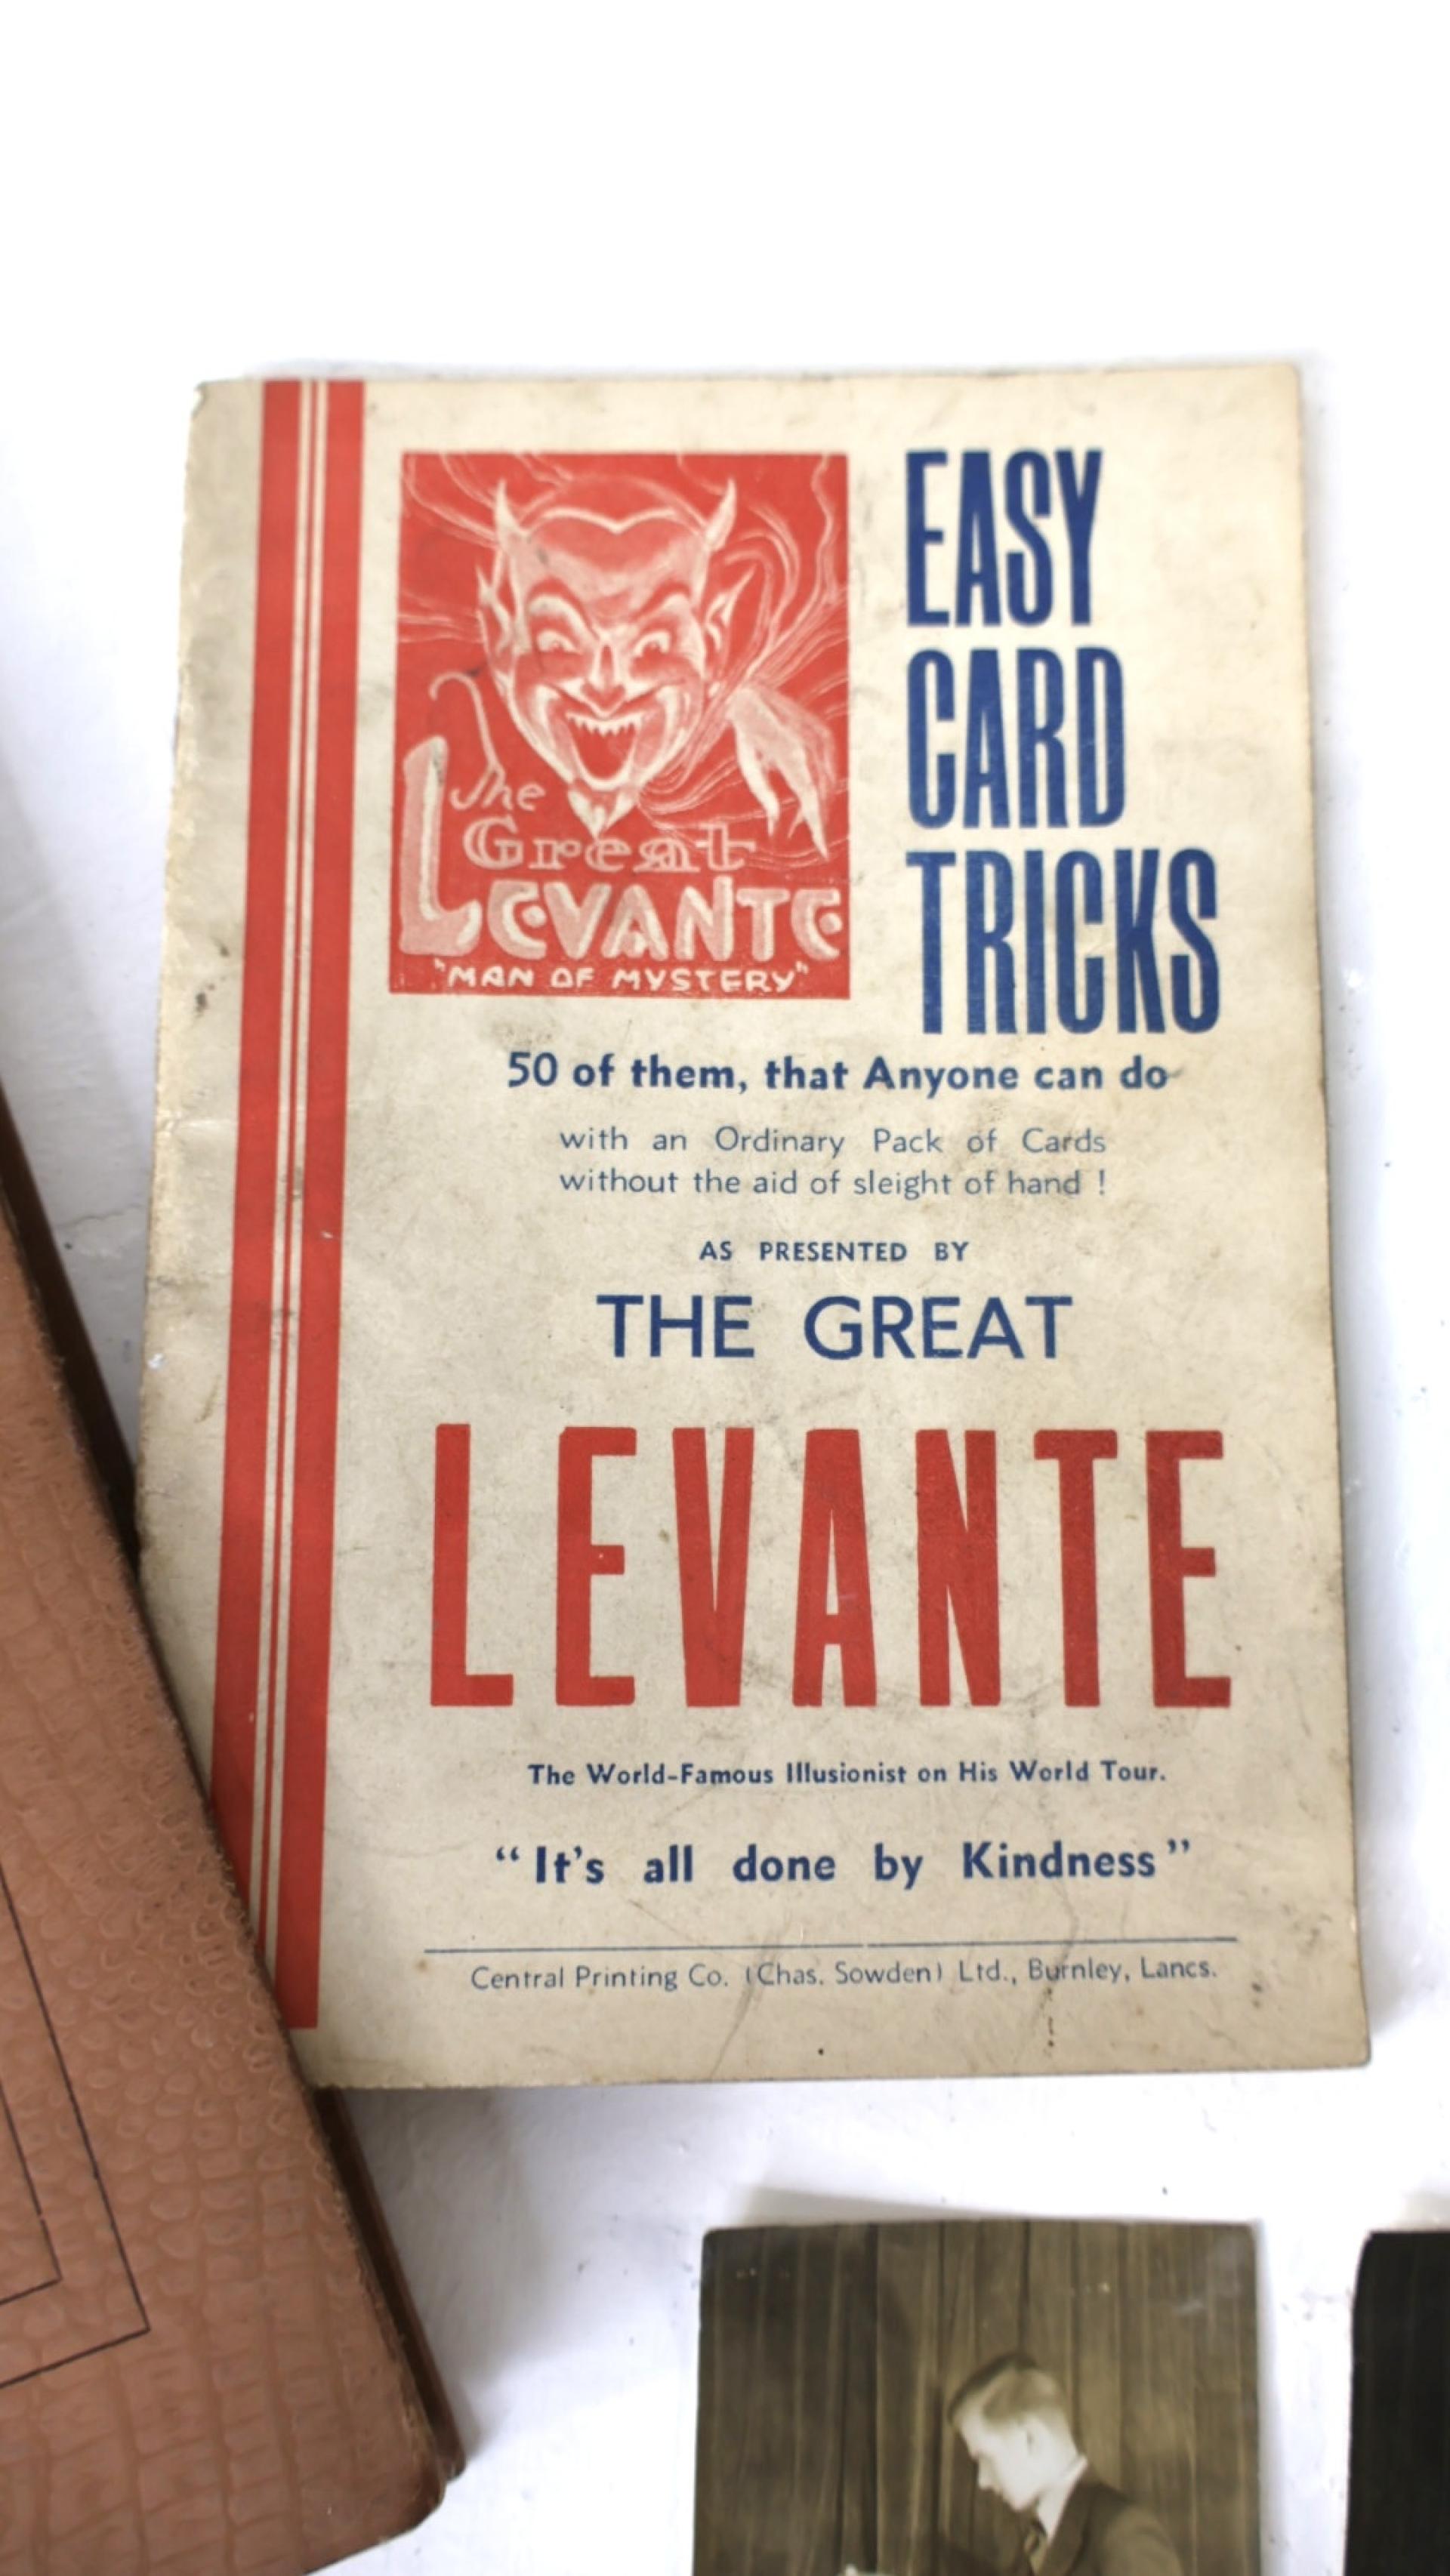 The
Great
LEVANTE
"MAN OF MYSTERY"
EASY
CARD
TRICKS
50 of them, that Anyone can do
with an Ordinary Pack of Cards
without the aid of sleight of hand !
AS PRESENTED BY
THE GREAT
LEVANTE
The World-Famous Illusionist on His World Tour.
“It's all done by Kindness”
Central Printing Co. (Chas. Sowden) Ltd., Burnley, Lancs.